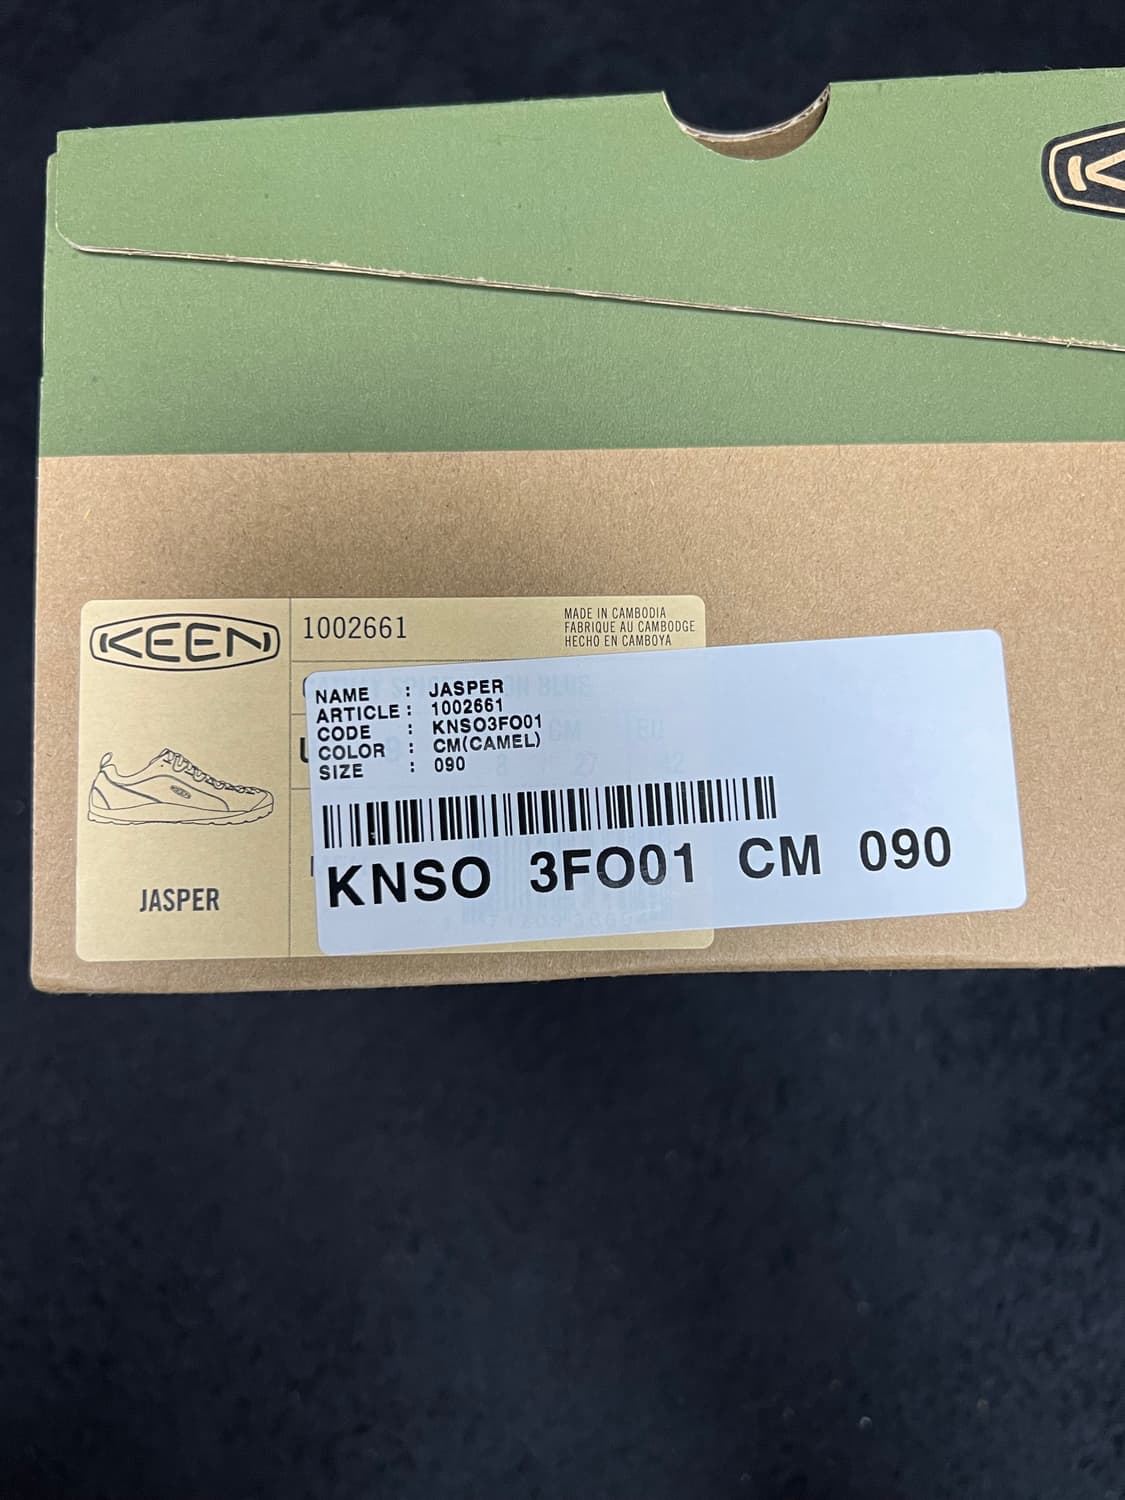 KEEN
1002661
MADE IN CAMBODIA
FABRIQUE AU CAMBODGE
HECHO EN CAMBOYA
JASPER
NAME : JASPER
ARTICLE : 1002661
CODE : KNSO3FO01
COLOR : CM(CAMEL)
SIZE : 090
KNSO 3FO01 CM 090